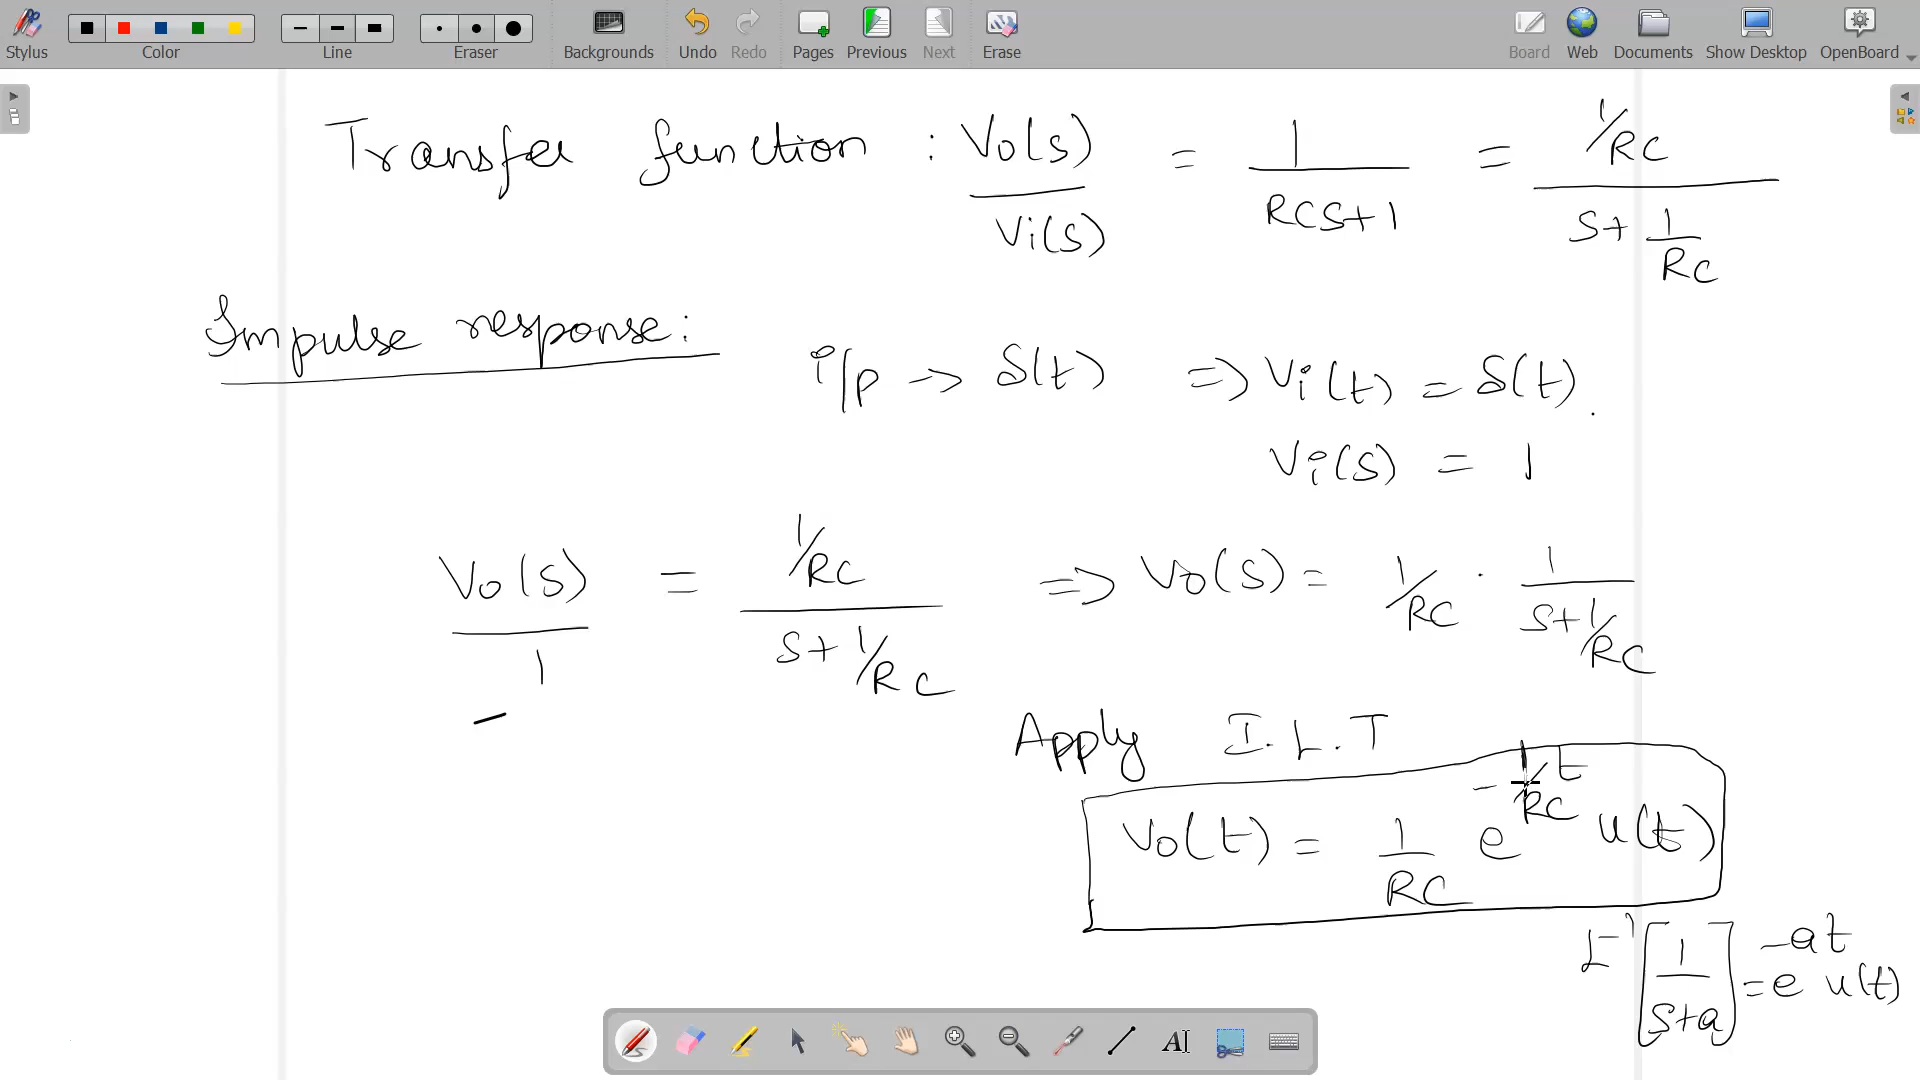 Stylus Color Line Eraser Backgrounds Undo Redo Pages Previous Next Erase Board Web Documents Show Desktop OpenBoard
Transfer function : Vo(s)/Vi(s) = 1/(RCS+1) = (1/RC)/(S + 1/RC)
Impulse response:
i/p -> δ(t) => Vi(t) = δ(t).
Vi(s) = 1
Vo(s)/1 = (1/RC)/(S + 1/RC) => Vo(s) = 1/RC · 1/(S + 1/RC)
Apply I.L.T
Vo(t) = 1/RC e^(-1/RC t) u(t)
L^-1 [1/(S+a)] = e^(-at) u(t)